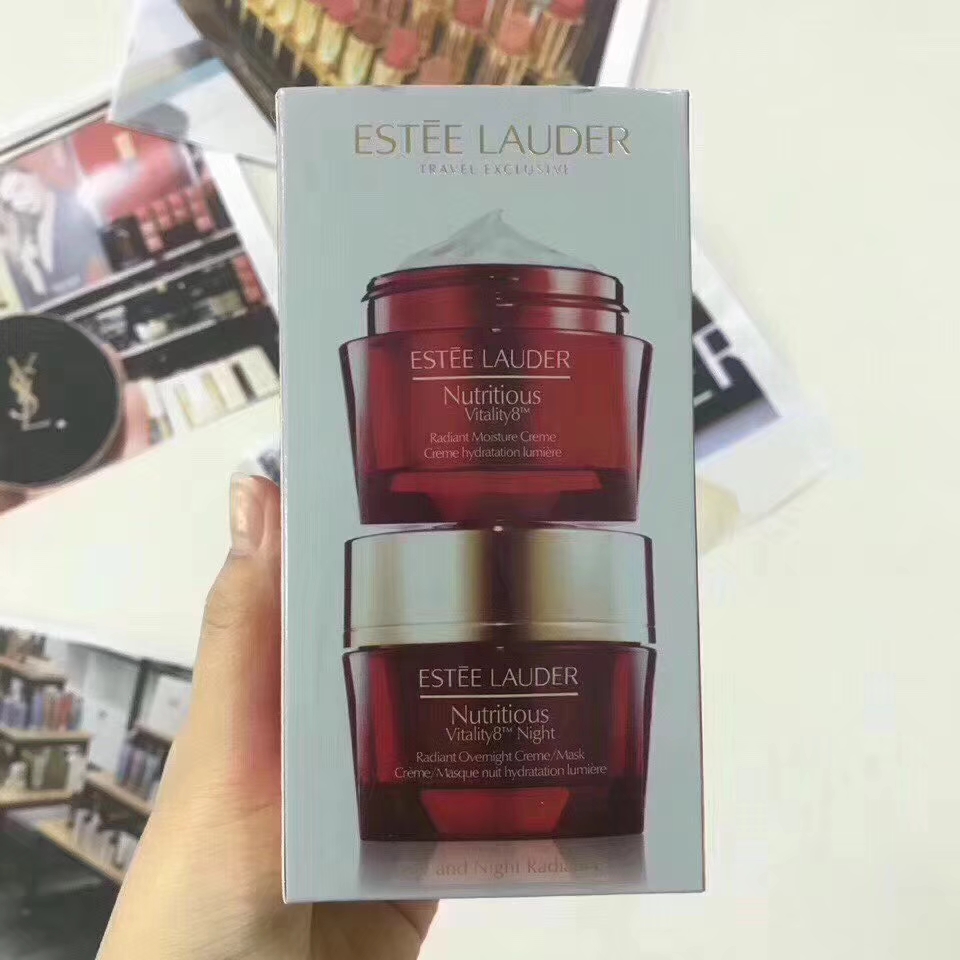 ESTĒE LAUDER
TRAVEL EXCLUSIVE
ESTĒE LAUDER
Nutritious
Vitality8™
Radiant Moisture Creme
Creme hydratation lumière
ESTĒE LAUDER
Nutritious
Vitality8™ Night
Radiant Overnight Creme/Mask
Creme/Masque nuit hydratation lumière
and Night
YSL